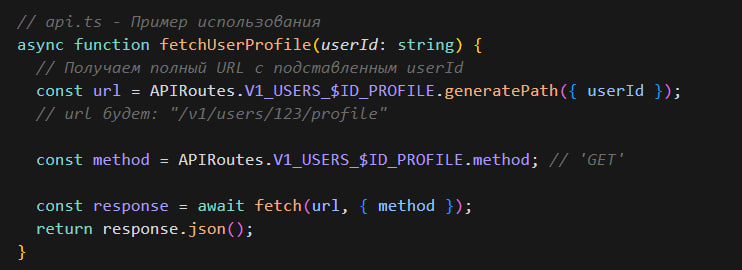 // api.ts - Пример использования
async function fetchUserProfile(userId: string) {
  // Получаем полный URL с подставленным userId
  const url = APIRoutes.V1_USERS_$ID_PROFILE.generatePath({ userId });
  // url будет: "/v1/users/123/profile"

  const method = APIRoutes.V1_USERS_$ID_PROFILE.method; // 'GET'

  const response = await fetch(url, { method });
  return response.json();
}